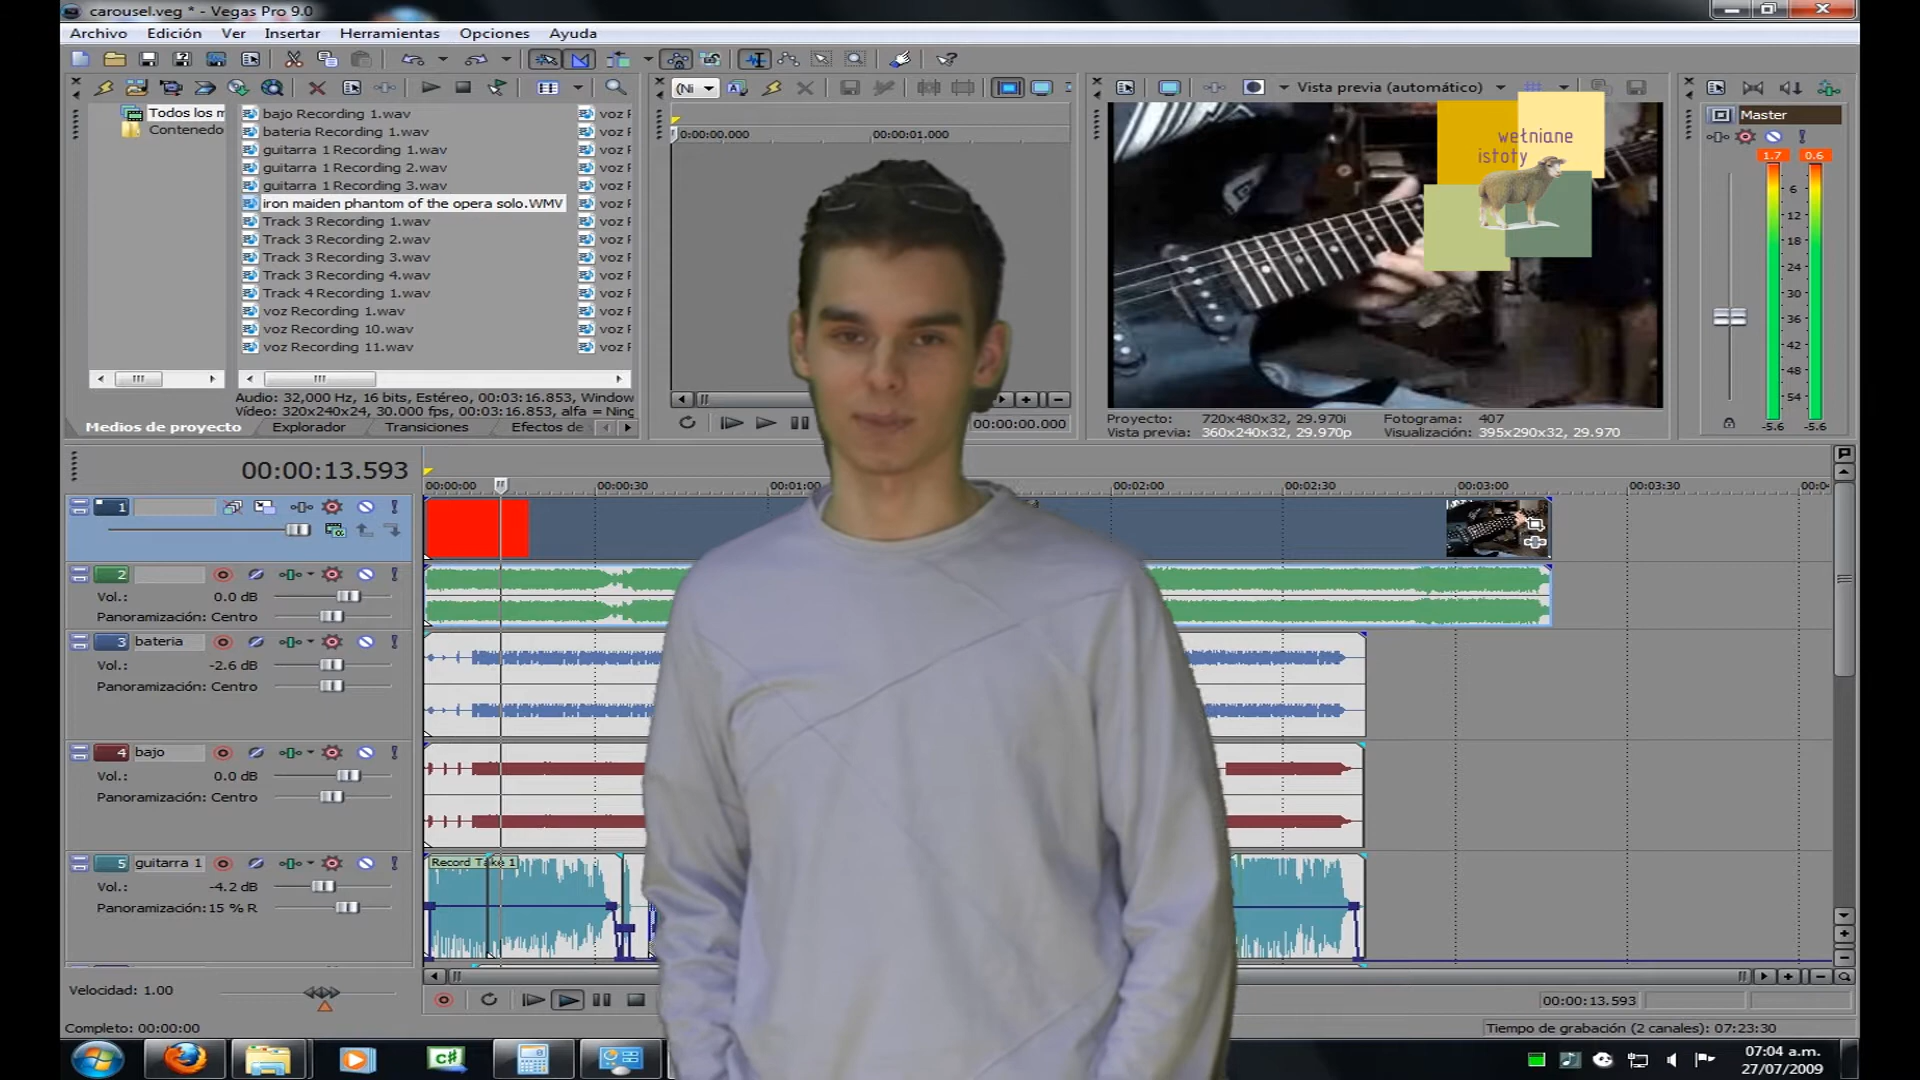 carousel.veg * - Vegas Pro 9.0
Archivo Edición Ver Insertar Herramientas Opciones Ayuda
Todos los m
Contenedo
bajo Recording 1.wav
bateria Recording 1.wav
guitarra 1 Recording 1.wav
guitarra 1 Recording 2.wav
guitarra 1 Recording 3.wav
iron maiden phantom of the opera solo.WMV
Track 3 Recording 1.wav
Track 3 Recording 2.wav
Track 3 Recording 3.wav
Track 3 Recording 4.wav
Track 4 Recording 1.wav
voz Recording 1.wav
voz Recording 10.wav
voz Recording 11.wav
voz F
voz F
voz F
voz F
voz F
voz F
voz F
voz F
voz F
voz F
voz F
voz F
voz F
voz F
Audio: 32,000 Hz, 16 bits, Estéreo, 00:03:16.853, Window
Vídeo: 320x240x24, 30.000 fps, 00:03:16.853, alfa = Ning
Medios de proyecto Explorador Transiciones Efectos de
(Ni
0:00:00.000 00:00:01.000
00:00:00.000
Vista previa (automático)
wełniane
istoty
Proyecto: 720x480x32, 29.970i Fotograma: 407
Vista previa: 360x240x32, 29.970p Visualización: 395x290x32, 29.970
Master
1.7 0.6
6
12
18
24
30
36
42
48
54
-5.6 -5.6
00:00:13.593
00:00:00 00:00:30 00:01:00 00:02:00 00:02:30 00:03:00 00:03:30 00:0
1
2
Vol.: 0.0 dB
Panoramización: Centro
3 bateria
Vol.: -2.6 dB
Panoramización: Centro
4 bajo
Vol.: 0.0 dB
Panoramización: Centro
5 guitarra 1
Vol.: -4.2 dB
Panoramización: 15 % R
Record Take 1
Velocidad: 1.00
00:00:13.593
Completo: 00:00:00
Tiempo de grabación (2 canales): 07:23:30
C#
07:04 a.m.
27/07/2009